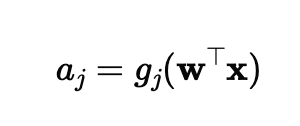 a_j = g_j(𝐰^⊤𝐱)